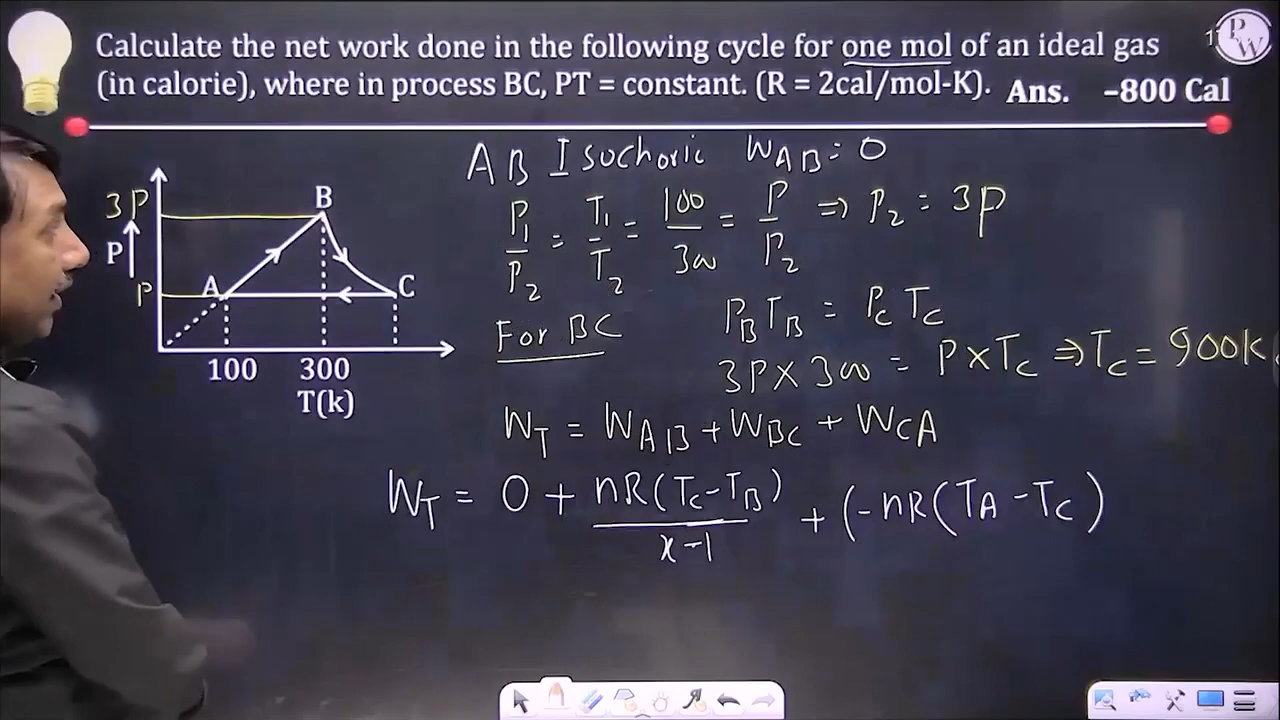 Calculate the net work done in the following cycle for one mol of an ideal gas
(in calorie), where in process BC, PT = constant. (R = 2cal/mol-K). Ans. -800 Cal
P
W
AB Isochoric W_AB = 0
3P
B
P₁/P₂ = T₁/T₂ = 100/300 = P/P₂ ⇒ P₂ = 3P
P
P
A
C
For BC
P_B T_B = P_C T_C
3P × 300 = P × T_C ⇒ T_C = 900k
100
300
T(k)
W_T = W_AB + W_BC + W_CA
W_T = 0 + nR(T_C - T_B)/x-1 + (-nR(T_A - T_C)